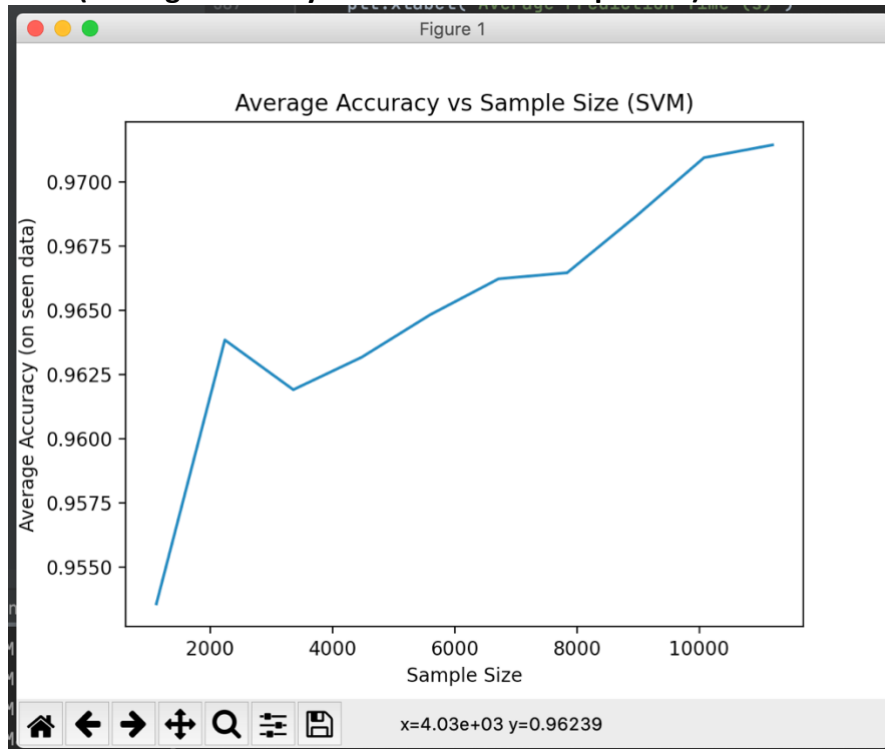 Figure 1
Average Accuracy vs Sample Size (SVM)
Average Accuracy (on seen data)
0.9700
0.9675
0.9650
0.9625
0.9600
0.9575
0.9550
2000 4000 6000 8000 10000
Sample Size
x=4.03e+03 y=0.96239